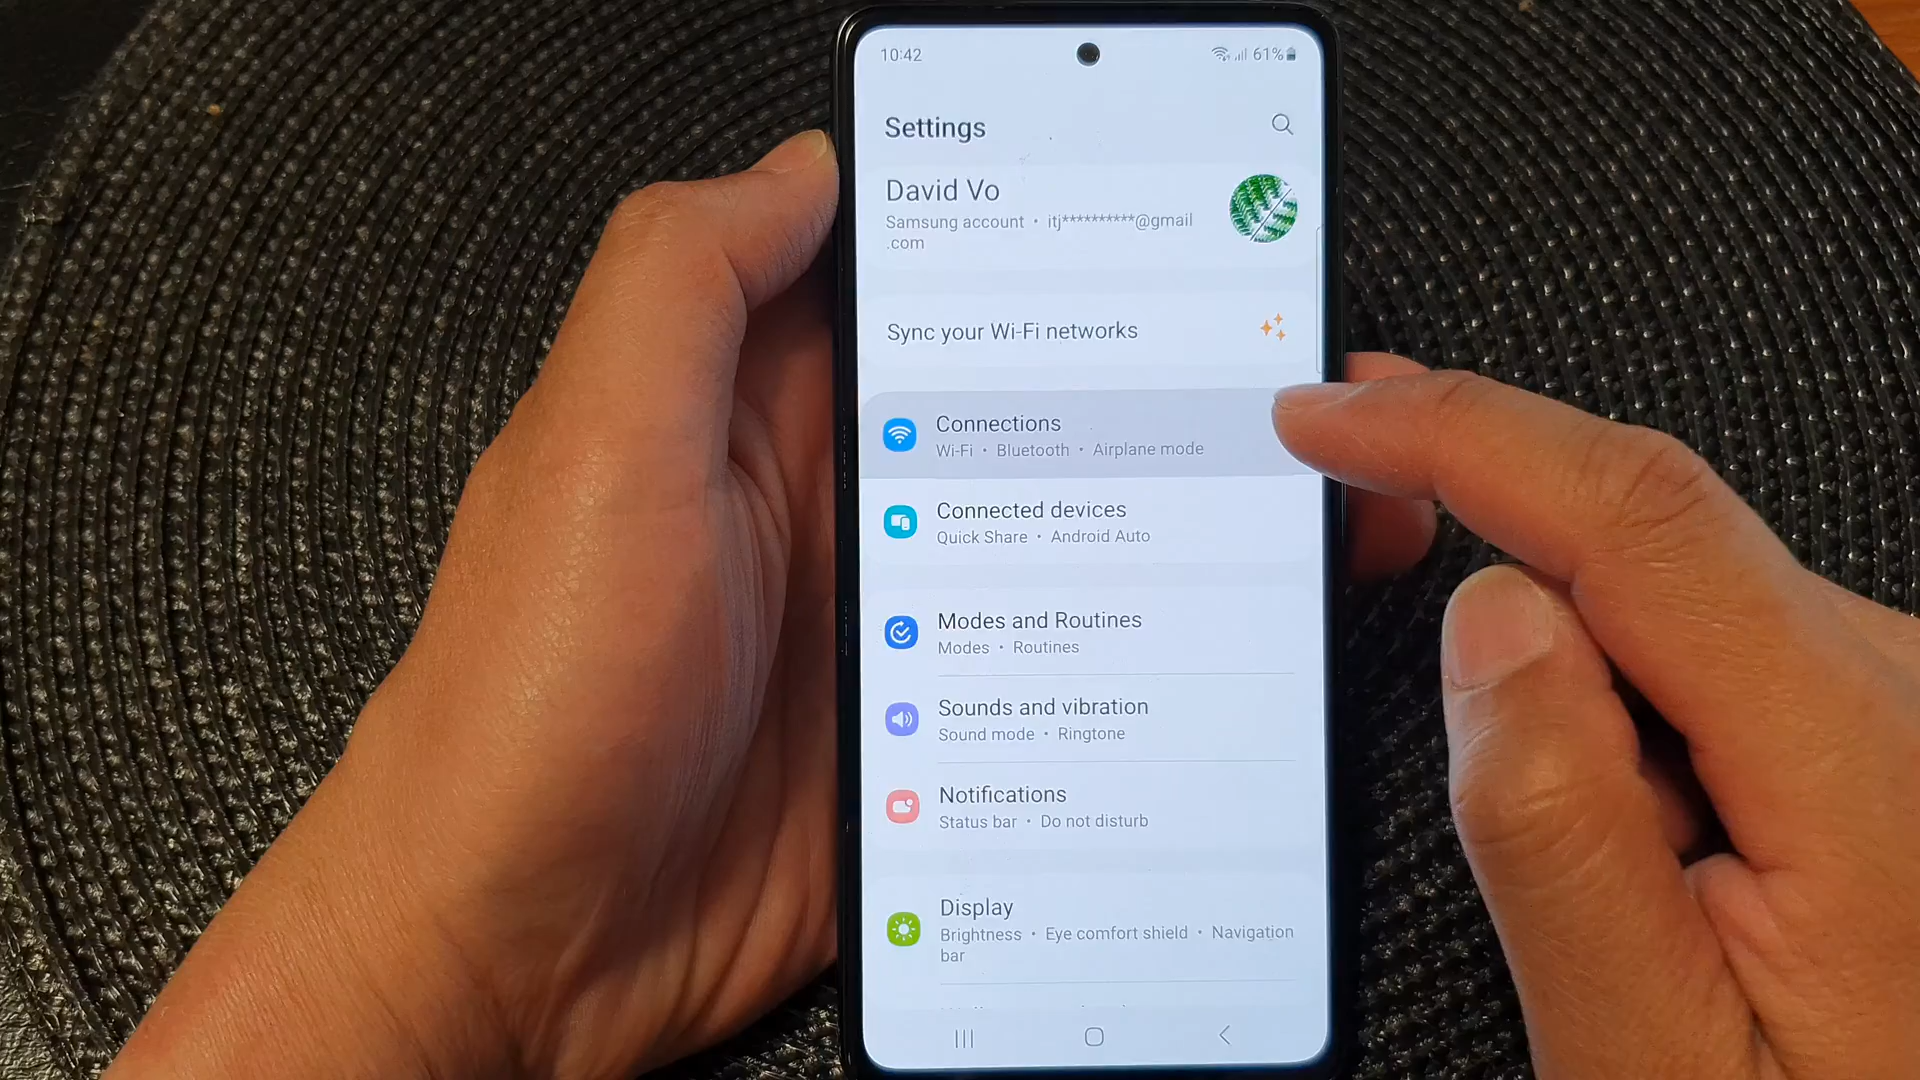 10:42
61%
Settings
David Vo
Samsung account • itj**********@gmail
.com
Sync your Wi-Fi networks
Connections
Wi-Fi • Bluetooth • Airplane mode
Connected devices
Quick Share • Android Auto
Modes and Routines
Modes • Routines
Sounds and vibration
Sound mode • Ringtone
Notifications
Status bar • Do not disturb
Display
Brightness • Eye comfort shield • Navigation
bar